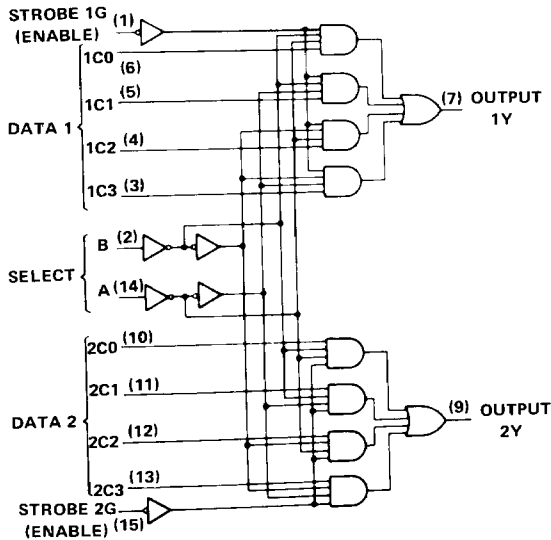 STROBE 1G (1)
(ENABLE)
1C0
(6)
1C1 (5)
DATA 1
1C2 (4)
1C3 (3)
(7) OUTPUT
1Y
B (2)
SELECT
A (14)
2C0 (10)
2C1 (11)
DATA 2
2C2 (12)
2C3 (13)
(9) OUTPUT
2Y
STROBE 2G
(ENABLE) (15)